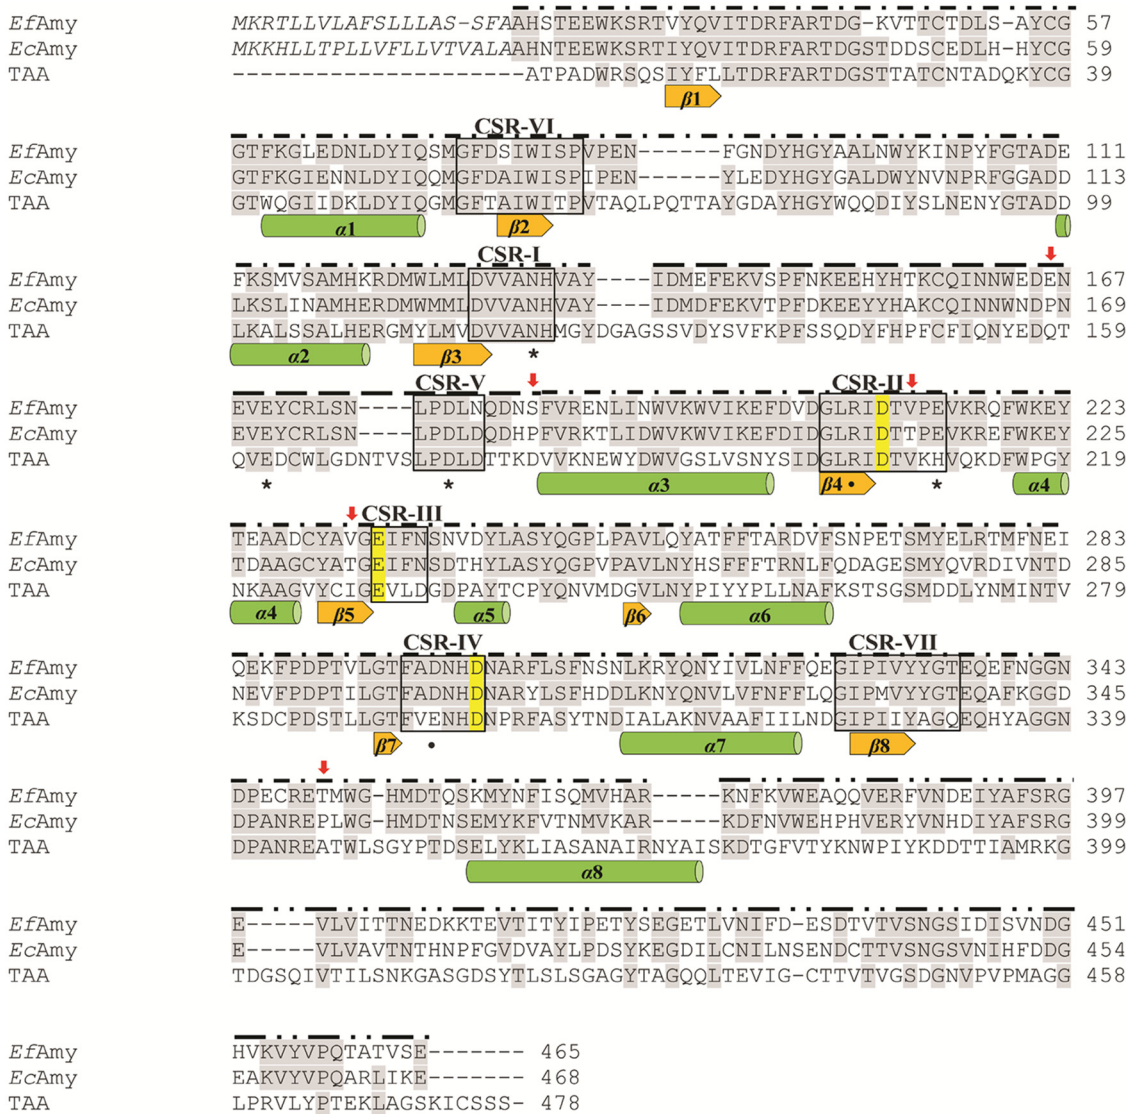 EfAmy MKRTLLVLAFSLLLAS-SFAAHSTEEWKSRTVYQVITDRFARTDG-KVTTCTDLS-AYCG 57
EcAmy MKKHLLTPLLVFLLVTVALAAHNTEEWKSRTIYQVITDRFARTDGSTDDSCEDLH-HYCG 59
TAA ---------------------ATPADWRSQSIYFLLTDRFARTDGSTTATCNTADQKYCG 39
β1
CSR-VI
EfAmy GTFKGLEDNLDYIQSMGFDSIWISPVPEN------FGNDYHGYAALNWYKINPYFGTADE 111
EcAmy GTFKGIENNLDYIQQMGFDAIWISPIPEN------YLEDYHGYGALDWYNVNPRFGGADD 113
TAA GTWQGIIDKLDYIQGMGFTAIWITPVTAQLPQTTAYGDAYHGYWQQDIYSLNENYGTADD 99
α1 β2
CSR-I
EfAmy FKSMVSAMHKRDMWLMLDVVANHVAY----IDMEFEKVSPFNKEEHYHTKCQINNWEDEN 167
EcAmy LKSLINAMHERDMWMMLDVVANHVAY----IDMDFEKVTPFDKEEYYHAKCQINNWNDPN 169
TAA LKALSSALHERGMYLMVDVVANHMGYDGAGSSVDYSVFKPFSSQDYFHPFCFIQNYEDQT 159
α2 β3 *
CSR-V CSR-II
EfAmy EVEYCRLSN----LPDLNQDNSFVRENLINWVKWVIKEFDVDGLRIDTVPEVKRQFWKEY 223
EcAmy EVEYCRLSN----LPDLDQDHPFVRKTLIDWVKWVIKEFDIDGLRIDTTPEVKREFWKEY 225
TAA QVEDCWLGDNTVSLPDLDTTKDVVKNEWYDWVGSLVSNYSIDGLRIDTVKHVQKDFWPGY 219
* * α3 β4 • * α4
CSR-III
EfAmy TEAADCYAVGEIFNSNVDYLASYQGPLPAVLQYATFFTARDVFSNPETSMYELRTMFNEI 283
EcAmy TDAAGCYATGEIFNSDTHYLASYQGPVPAVLNYHSFFFTRNLFQDAGESMYQVRDIVNTD 285
TAA NKAAGVYCIGEVLDGDPAYTCPYQNVMDGVLNYPIYYPLLNAFKSTSGSMDDLYNMINTV 279
α4 β5 α5 β6 α6
CSR-IV CSR-VII
EfAmy QEKFPDPTVLGTFADNHDNARFLSFNSNLKRYQNYIVLNFFQEGIPIVYYGTEQEFNGGN 343
EcAmy NEVFPDPTILGTFADNHDNARYLSFHDDLKNYQNVLVFNFFLQGIPMVYYGTEQAFKGGD 345
TAA KSDCPDSTLLGTFVENHDNPRFASYTNDIALAKNVAAFIILNDGIPIIYAGQEQHYAGGN 339
β7 • α7 β8
EfAmy DPECRETMWG-HMDTQSKMYNFISQMVHAR-----KNFKVWEAQQVERFVNDEIYAFSRG 397
EcAmy DPANREPLWG-HMDTNSEMYKFVTNMVKAR-----KDFNVWEHPHVERYVNHDIYAFSRG 399
TAA DPANREATWLSGYPTDSELYKLIASANAIRNYAISKDTGFVTYKNWPIYKDDTTIAMRKG 399
α8
EfAmy E-----VLVITTNEDKKTEVTITYIPETYSEGETLVNIFD-ESDTVTVSNGSIDISVNDG 451
EcAmy E-----VLVAVTNTHNPFGVDVAYLPDSYKEGDILCNILNSENDCTTVSNGSVNIHFDDG 454
TAA TDGSQIVTILSNKGASGDSYTLSLSGAGYTAGQQLTEVIG-CTTVTVGSDGNVPVPMAGG 458
EfAmy HVKVYVPQTATVSE------- 465
EcAmy EAKVYVPQARLIKE------- 468
TAA LPRVLYPTEKLAGSKICSSS- 478